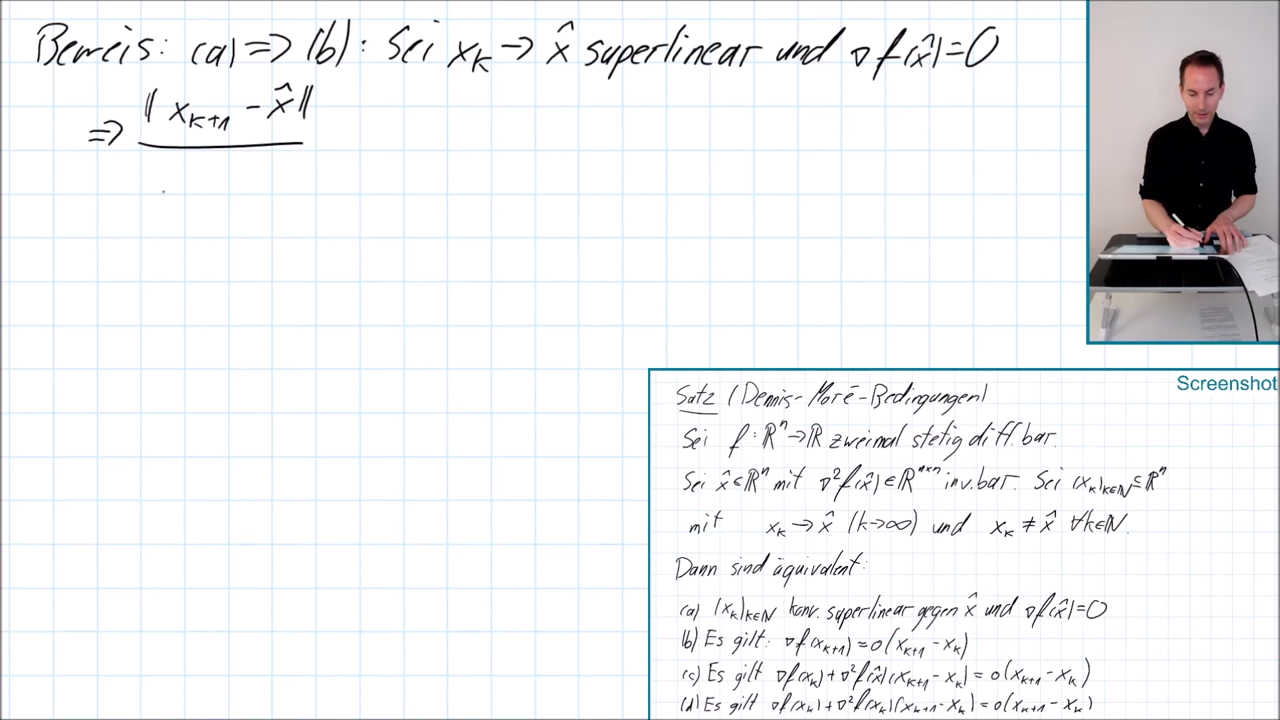 Beweis: (a) => (b): Sei x_k → x̂ superlinear und ∇f(x̂)=0
=> ‖x_{k+1} - x̂‖
Screenshot
Satz (Dennis-Moré-Bedingungen)
Sei f: ℝ^n → ℝ zweimal stetig diff.bar.
Sei x̂ ∈ ℝ^n mit ∇²f(x̂) ∈ ℝ^{n×n} inv.bar. Sei (x_k)_{k∈ℕ} ⊆ ℝ^n
mit x_k → x̂ (k→∞) und x_k ≠ x̂ ∀k∈ℕ.
Dann sind äquivalent:
(a) (x_k)_{k∈ℕ} konv. superlinear gegen x̂ und ∇f(x̂)=0
(b) Es gilt: ∇f(x_{k+1}) = o(x_{k+1} - x_k)
(c) Es gilt ∇f(x_k) + ∇²f(x̂)(x_{k+1} - x_k) = o(x_{k+1} - x_k)
(d) Es gilt ∇f(x_k) + ∇²f(x_k)(x_{k+1} - x_k) = o(x_{k+1} - x_k)